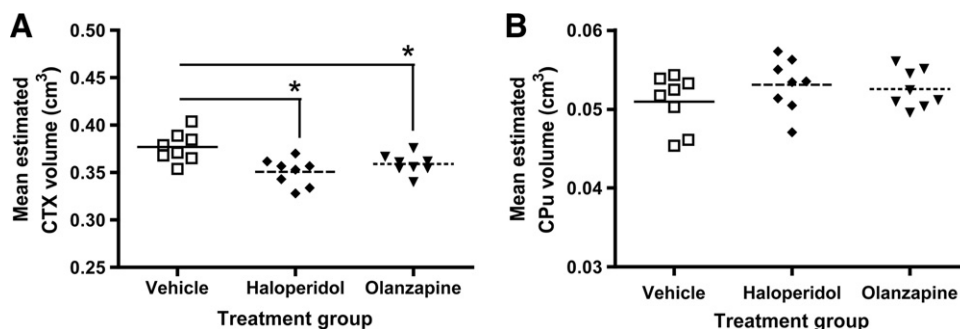 A
Mean estimated
CTX volume (cm³)
0.50
0.45
0.40
0.35
0.30
0.25
*
*
Vehicle Haloperidol Olanzapine
Treatment group
B
Mean estimated
CPu volume (cm³)
0.06
0.05
0.04
0.03
Vehicle Haloperidol Olanzapine
Treatment group